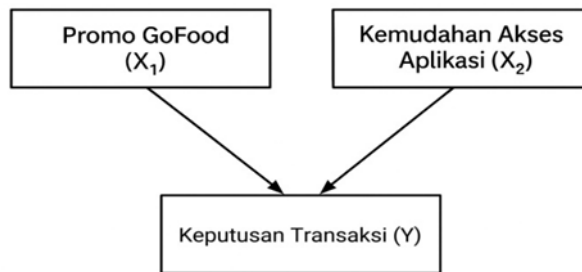 Promo GoFood
(X₁)
Kemudahan Akses
Aplikasi (X₂)
Keputusan Transaksi (Y)